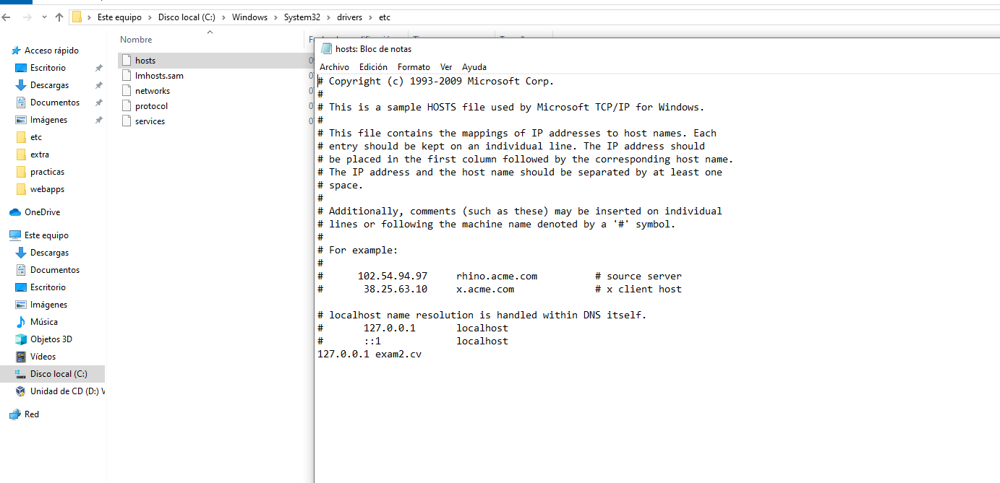 Este equipo > Disco local (C:) > Windows > System32 > drivers > etc
Nombre
Acceso rápido
Escritorio
Descargas
Documentos
Imágenes
etc
extra
practicas
webapps
OneDrive
Este equipo
Descargas
Documentos
Escritorio
Imágenes
Música
Objetos 3D
Vídeos
Disco local (C:)
Unidad de CD (D:) V
Red
hosts
lmhosts.sam
networks
protocol
services
hosts: Bloc de notas
Archivo Edición Formato Ver Ayuda
# Copyright (c) 1993-2009 Microsoft Corp.
#
# This is a sample HOSTS file used by Microsoft TCP/IP for Windows.
#
# This file contains the mappings of IP addresses to host names. Each
# entry should be kept on an individual line. The IP address should
# be placed in the first column followed by the corresponding host name.
# The IP address and the host name should be separated by at least one
# space.
#
# Additionally, comments (such as these) may be inserted on individual
# lines or following the machine name denoted by a '#' symbol.
#
# For example:
#
#      102.54.94.97     rhino.acme.com          # source server
#       38.25.63.10     x.acme.com              # x client host

# localhost name resolution is handled within DNS itself.
#       127.0.0.1       localhost
#       ::1             localhost
127.0.0.1 exam2.cv